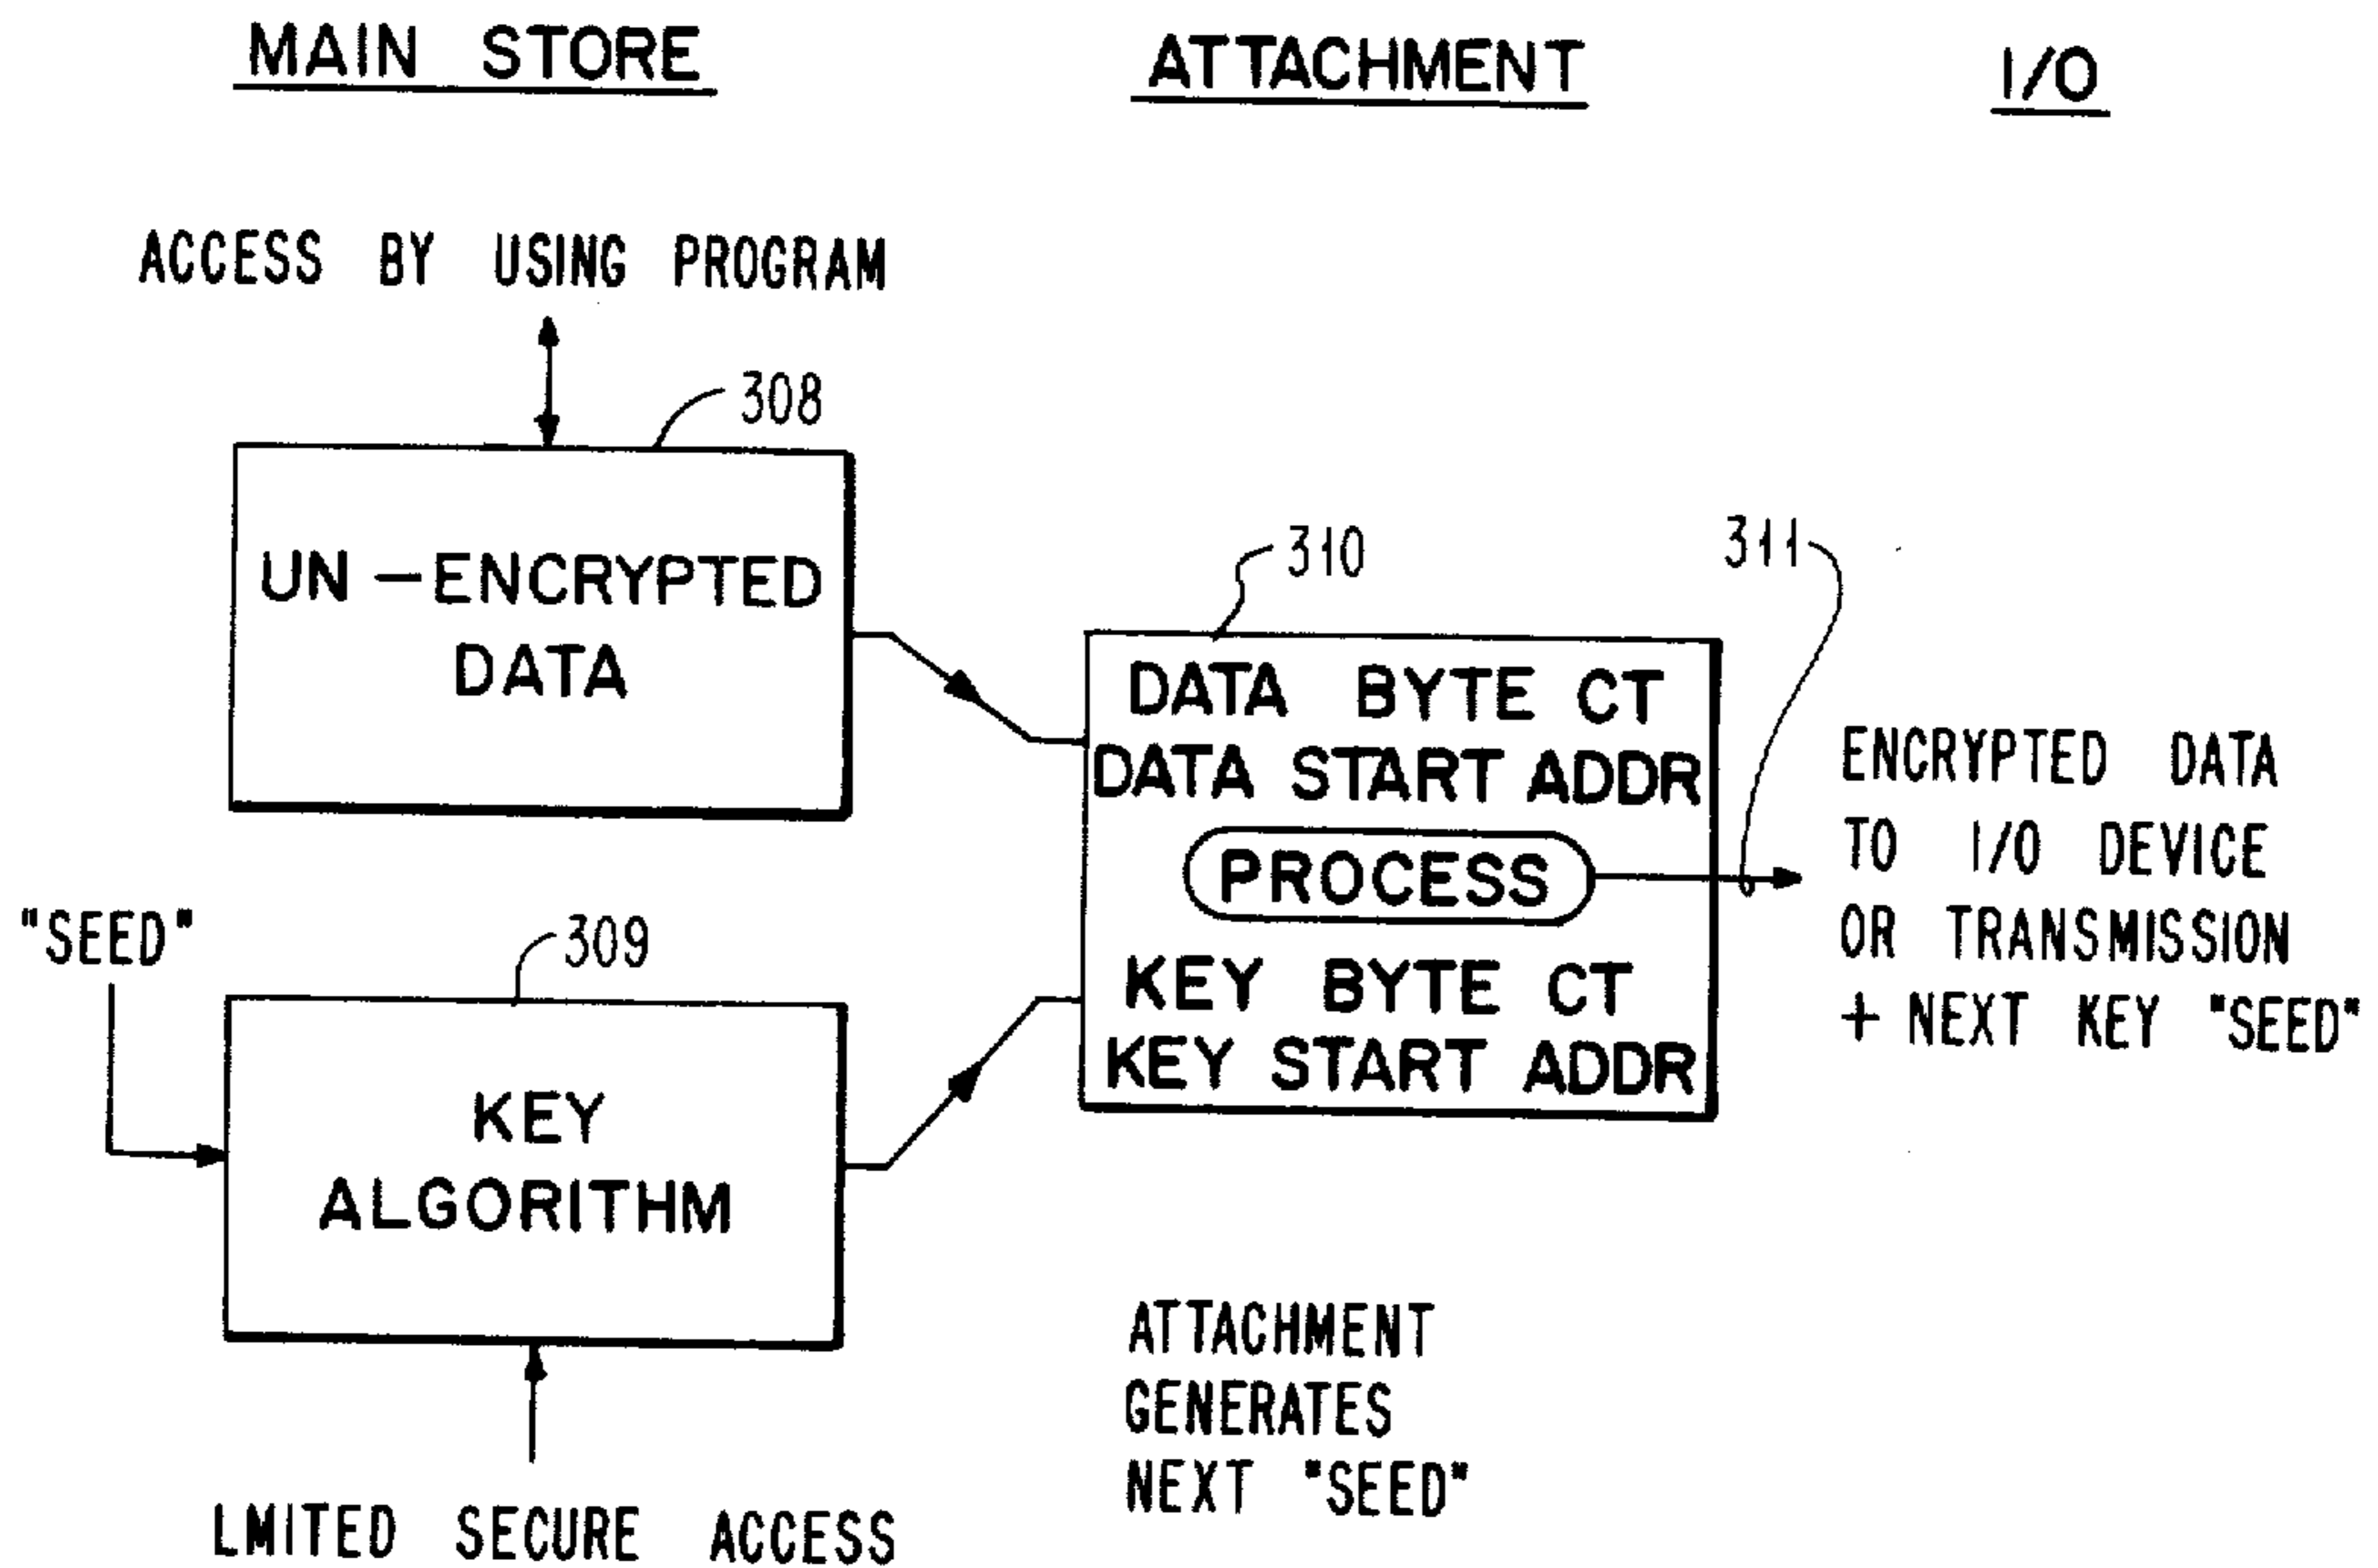 MAIN STORE
ATTACHMENT
I/O
ACCESS BY USING PROGRAM
308
UN-ENCRYPTED
DATA
310
311
DATA BYTE CT
DATA START ADDR
PROCESS
KEY BYTE CT
KEY START ADDR
ENCRYPTED DATA
TO I/O DEVICE
OR TRANSMISSION
+ NEXT KEY "SEED"
"SEED"
309
KEY
ALGORITHM
LMITED SECURE ACCESS
ATTACHMENT
GENERATES
NEXT "SEED"